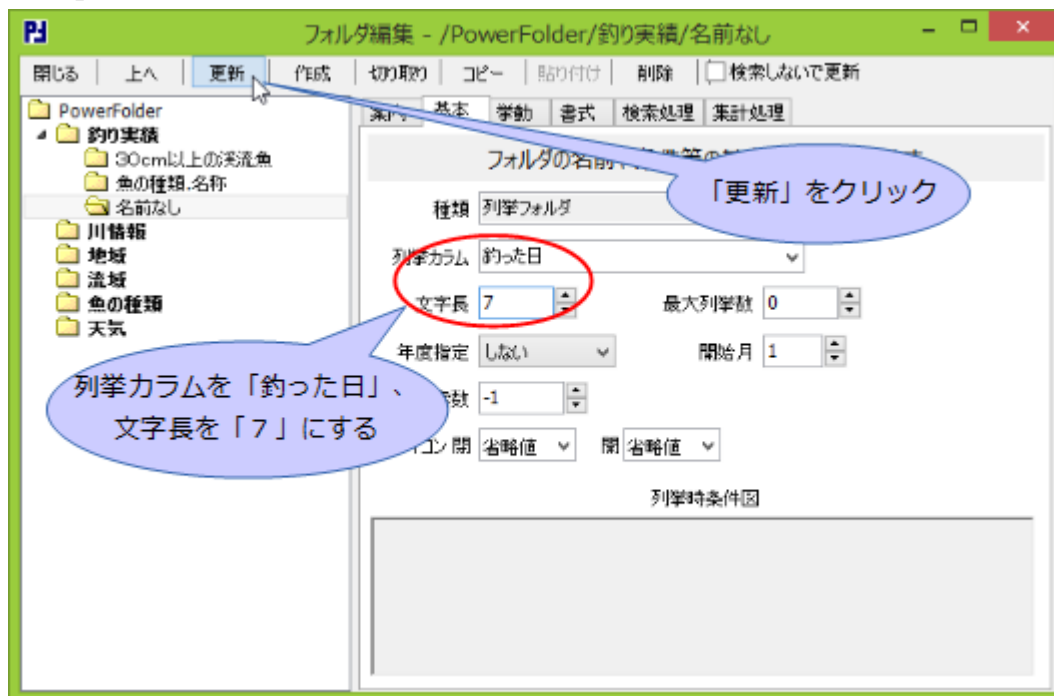 フォルダ編集 - /PowerFolder/釣り実績/名前なし
閉じる 上へ 更新 作成 切り取り コピー 貼り付け 削除 検索しないで更新
PowerFolder
釣り実績
30cm以上の渓流魚
魚の種類.名称
名前なし
川情報
地域
流域
魚の種類
天気
基本 挙動 書式 検索処理 集計処理
フォルダの名前
「更新」をクリック
種類 列挙フォルダ
列挙カラム 釣った日
文字長 7 最大列挙数 0
年度指定 しない 開始月 1
列挙カラムを「釣った日」、
文字長を「7」にする
数 -1
コン 閉 省略値 開 省略値
列挙時条件図